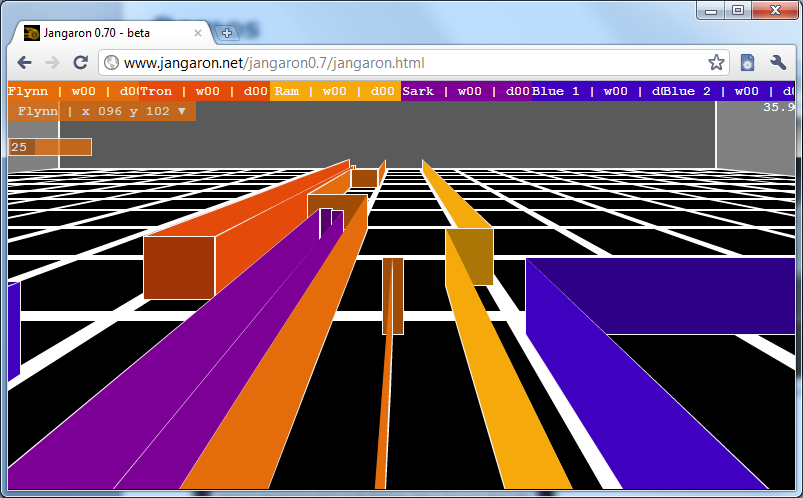 Jangaron 0.70 - beta
www.jangaron.net/jangaron0.7/jangaron.html
Flynn | w00 | d00 Tron | w00 | d00 Ram | w00 | d00 Sark | w00 | d00 Blue 1 | w00 | d Blue 2 | w00 | d0
Flynn | x 096 y 102 ▼
35.9
25